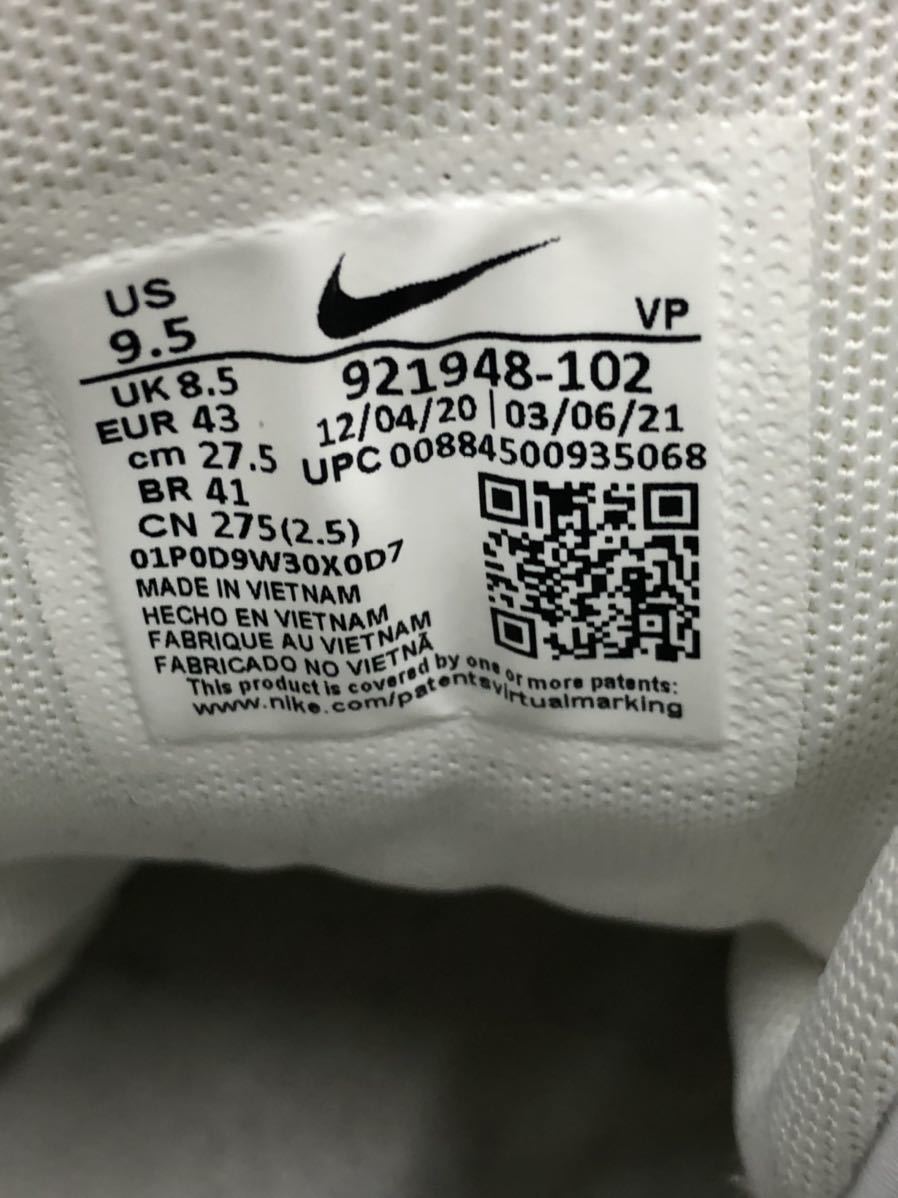 US
9.5
VP
UK 8.5
EUR 43
cm 27.5
BR 41
CN 275(2.5)
921948-102
12/04/20 | 03/06/21
UPC 00884500935068
01P0D9W30X0D7
MADE IN VIETNAM
HECHO EN VIETNAM
FABRIQUE AU VIETNAM
FABRICADO NO VIETNÃ
This product is covered by one or more patents:
www.nike.com/patentsvirtualmarking